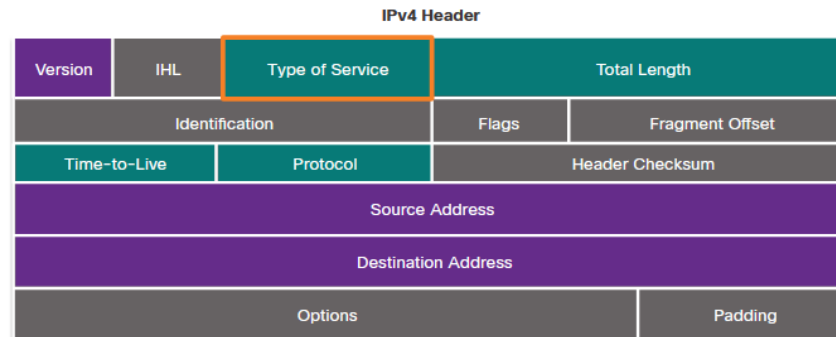 IPv4 Header
Version IHL Type of Service Total Length
Identification Flags Fragment Offset
Time-to-Live Protocol Header Checksum
Source Address
Destination Address
Options Padding